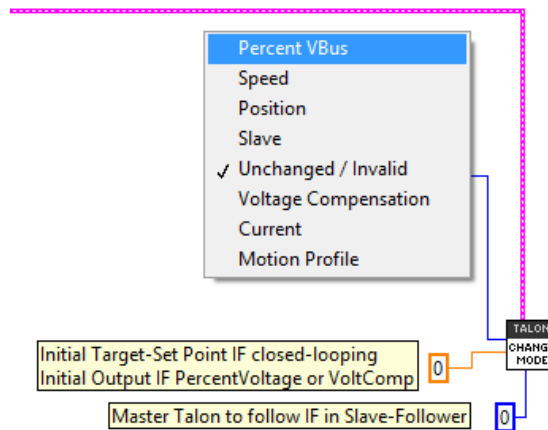 Percent VBus
Speed
Position
Slave
✓ Unchanged / Invalid
Voltage Compensation
Current
Motion Profile
TALON
CHANG
MODE
Initial Target-Set Point IF closed-looping
Initial Output IF PercentVoltage or VoltComp
0
Master Talon to follow IF in Slave-Follower
0